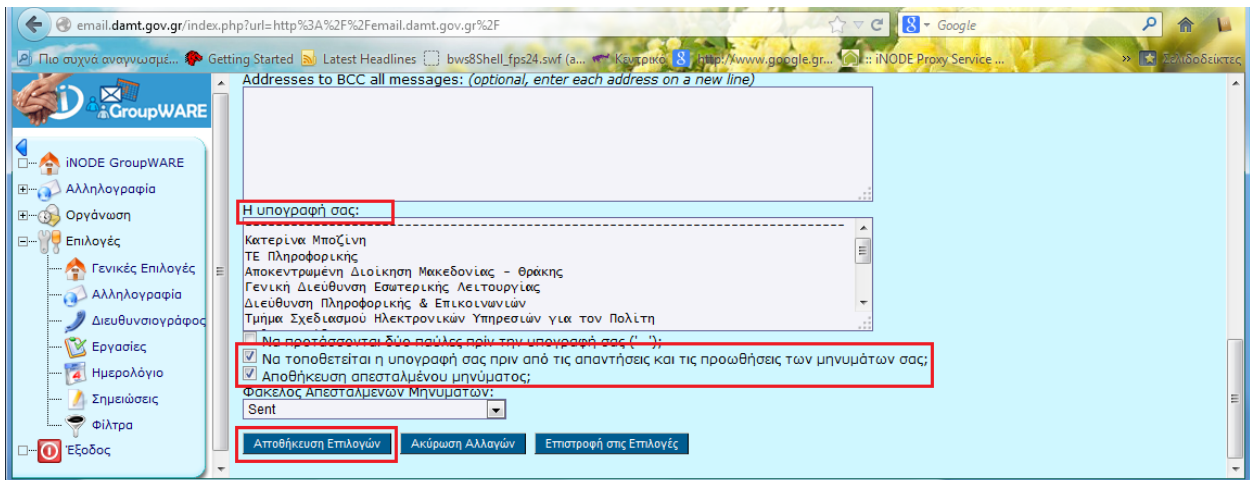 email.damt.gov.gr/index.php?url=http%3A%2F%2Femail.damt.gov.gr%2F
Google
Πιο συχνά αναγνωσμέ... Getting Started Latest Headlines bws8Shell_fps24.swf (a... Κεντρικό http://www.google.gr... :: iNODE Proxy Service ... » Σελιδοδείκτες
iD GroupWARE
iNODE GroupWARE
Αλληλογραφία
Οργάνωση
Επιλογές
Γενικές Επιλογές
Αλληλογραφία
Διευθυνσιογράφος
Εργασίες
Ημερολόγιο
Σημειώσεις
Φίλτρα
Έξοδος
Addresses to BCC all messages: (optional, enter each address on a new line)
Η υπογραφή σας:
--------------------------------------------------------------------------------
Κατερίνα Μποζίνη
ΤΕ Πληροφορικής
Αποκεντρωμένη Διοίκηση Μακεδονίας - Θράκης
Γενική Διεύθυνση Εσωτερικής Λειτουργίας
Διεύθυνση Πληροφορικής & Επικοινωνιών
Τμήμα Σχεδιασμού Ηλεκτρονικών Υπηρεσιών για τον Πολίτη
Να προτάσσονται δύο παύλες πρίν την υπογραφή σας ('--');
Να τοποθετείται η υπογραφή σας πριν από τις απαντήσεις και τις προωθήσεις των μηνυμάτων σας;
Αποθήκευση απεσταλμένου μηνύματος;
Φάκελος Απεσταλμένων Μηνυμάτων:
Sent
Αποθήκευση Επιλογών Ακύρωση Αλλαγών Επιστροφή στις Επιλογές